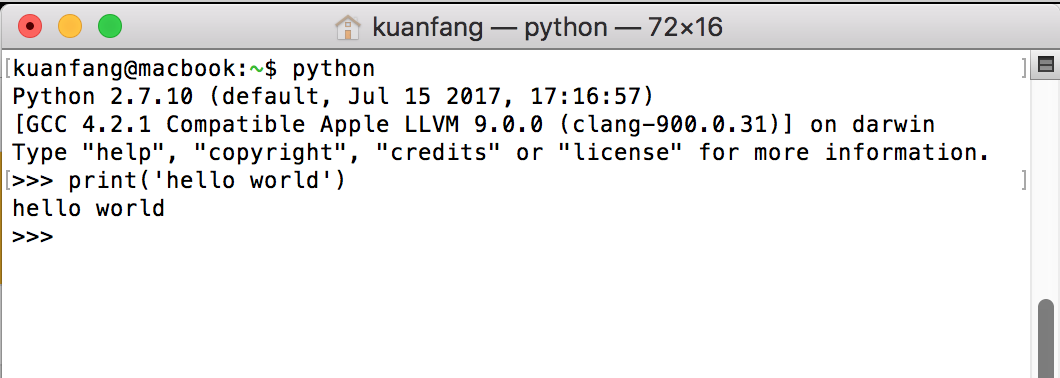 kuanfang — python — 72×16
[kuanfang@macbook:~$ python ]
Python 2.7.10 (default, Jul 15 2017, 17:16:57)
[GCC 4.2.1 Compatible Apple LLVM 9.0.0 (clang-900.0.31)] on darwin
Type "help", "copyright", "credits" or "license" for more information.
[>>> print('hello world') ]
hello world
>>>